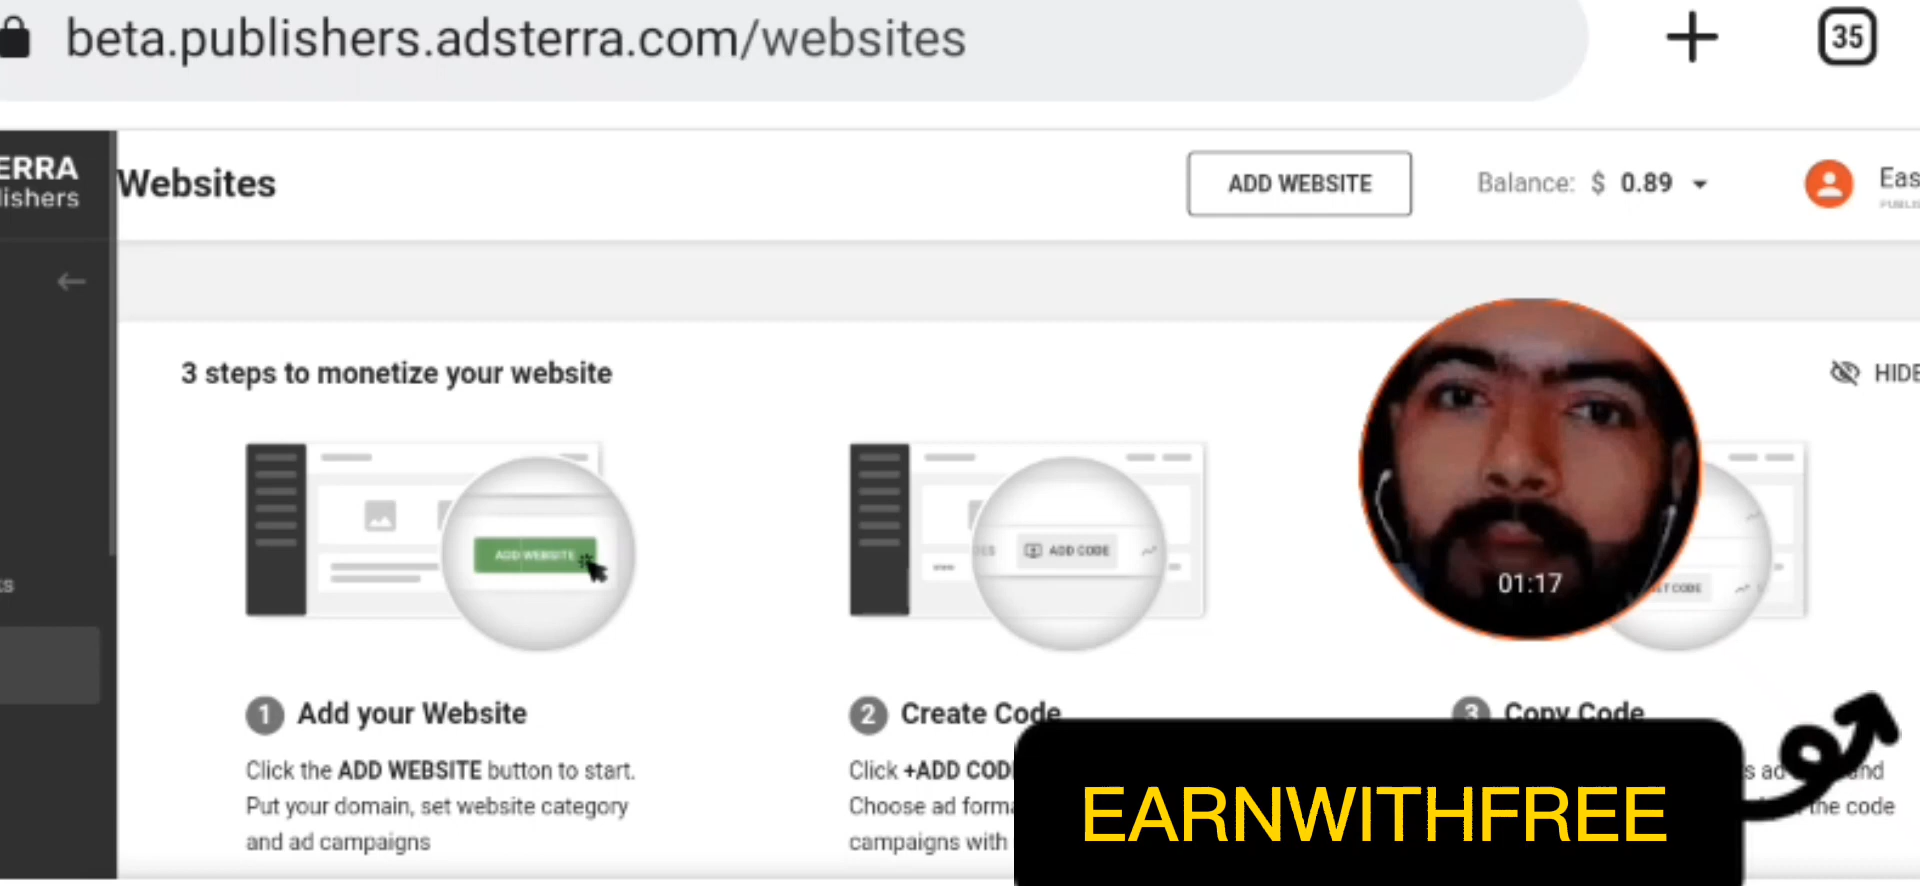 beta.publishers.adsterra.com/websites
35
ERRA
lishers
Websites
ADD WEBSITE
Balance: $ 0.89
Eas
3 steps to monetize your website
HIDE
ADD WEBSITE
ADD CODE
CODE
01:17
s
1 Add your Website
2 Create Code
3 Copy Code
Click the ADD WEBSITE button to start.
Put your domain, set website category
and ad campaigns
Click +ADD COD
Choose ad form
campaigns with
s ad and
the code
EARNWITHFREE